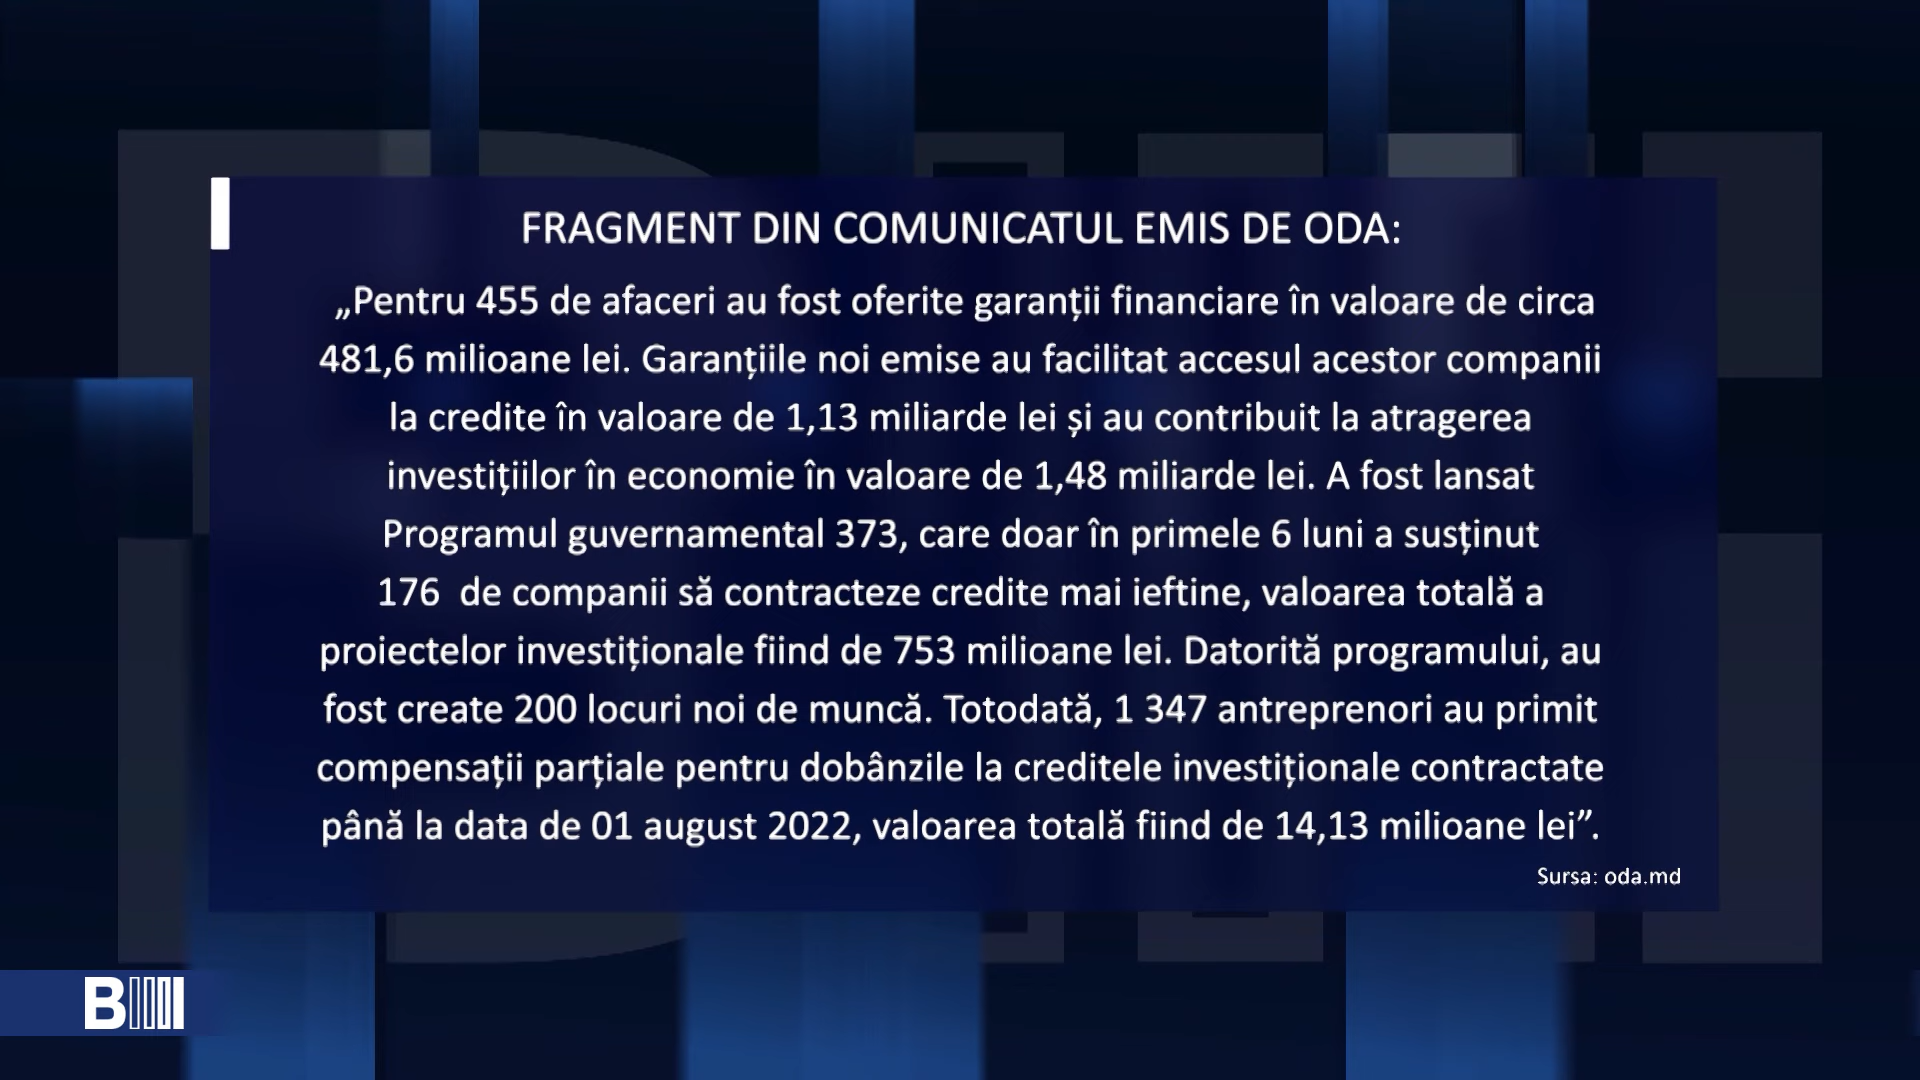 FRAGMENT DIN COMUNICATUL EMIS DE ODA:
„Pentru 455 de afaceri au fost oferite garanții financiare în valoare de circa
481,6 milioane lei. Garanțiile noi emise au facilitat accesul acestor companii
la credite în valoare de 1,13 miliarde lei și au contribuit la atragerea
investițiilor în economie în valoare de 1,48 miliarde lei. A fost lansat
Programul guvernamental 373, care doar în primele 6 luni a susținut
176  de companii să contracteze credite mai ieftine, valoarea totală a
proiectelor investiționale fiind de 753 milioane lei. Datorită programului, au
fost create 200 locuri noi de muncă. Totodată, 1 347 antreprenori au primit
compensații parțiale pentru dobânzile la creditele investiționale contractate
până la data de 01 august 2022, valoarea totală fiind de 14,13 milioane lei”.
Sursa: oda.md
B